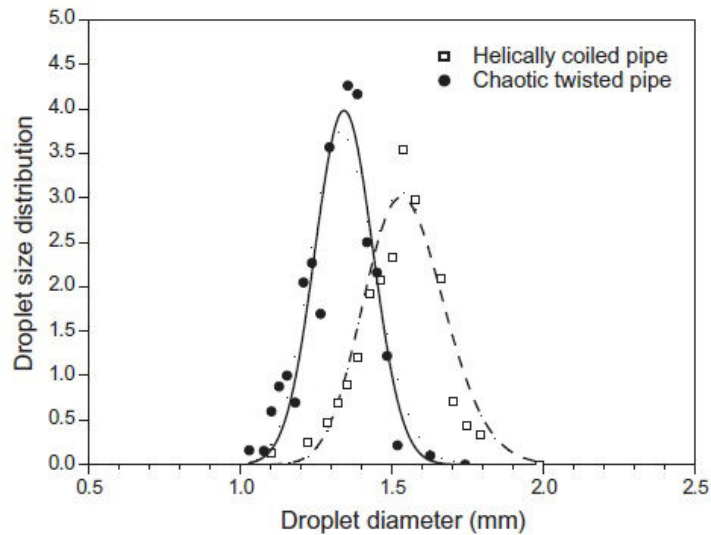 5.0
4.5
4.0
3.5
3.0
2.5
2.0
1.5
1.0
0.5
0.0
Droplet size distribution
Helically coiled pipe
Chaotic twisted pipe
0.5 1.0 1.5 2.0 2.5
Droplet diameter (mm)